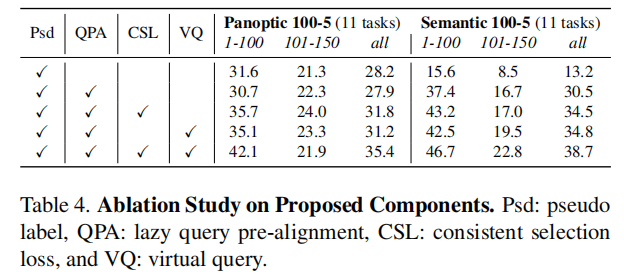 Psd QPA CSL VQ Panoptic 100-5 (11 tasks) Semantic 100-5 (11 tasks)
1-100 101-150 all 1-100 101-150 all
✓ 31.6 21.3 28.2 15.6 8.5 13.2
✓ ✓ 30.7 22.3 27.9 37.4 16.7 30.5
✓ ✓ ✓ 35.7 24.0 31.8 43.2 17.0 34.5
✓ ✓ ✓ 35.1 23.3 31.2 42.5 19.5 34.8
✓ ✓ ✓ ✓ 42.1 21.9 35.4 46.7 22.8 38.7
Table 4. Ablation Study on Proposed Components. Psd: pseudo
label, QPA: lazy query pre-alignment, CSL: consistent selection
loss, and VQ: virtual query.